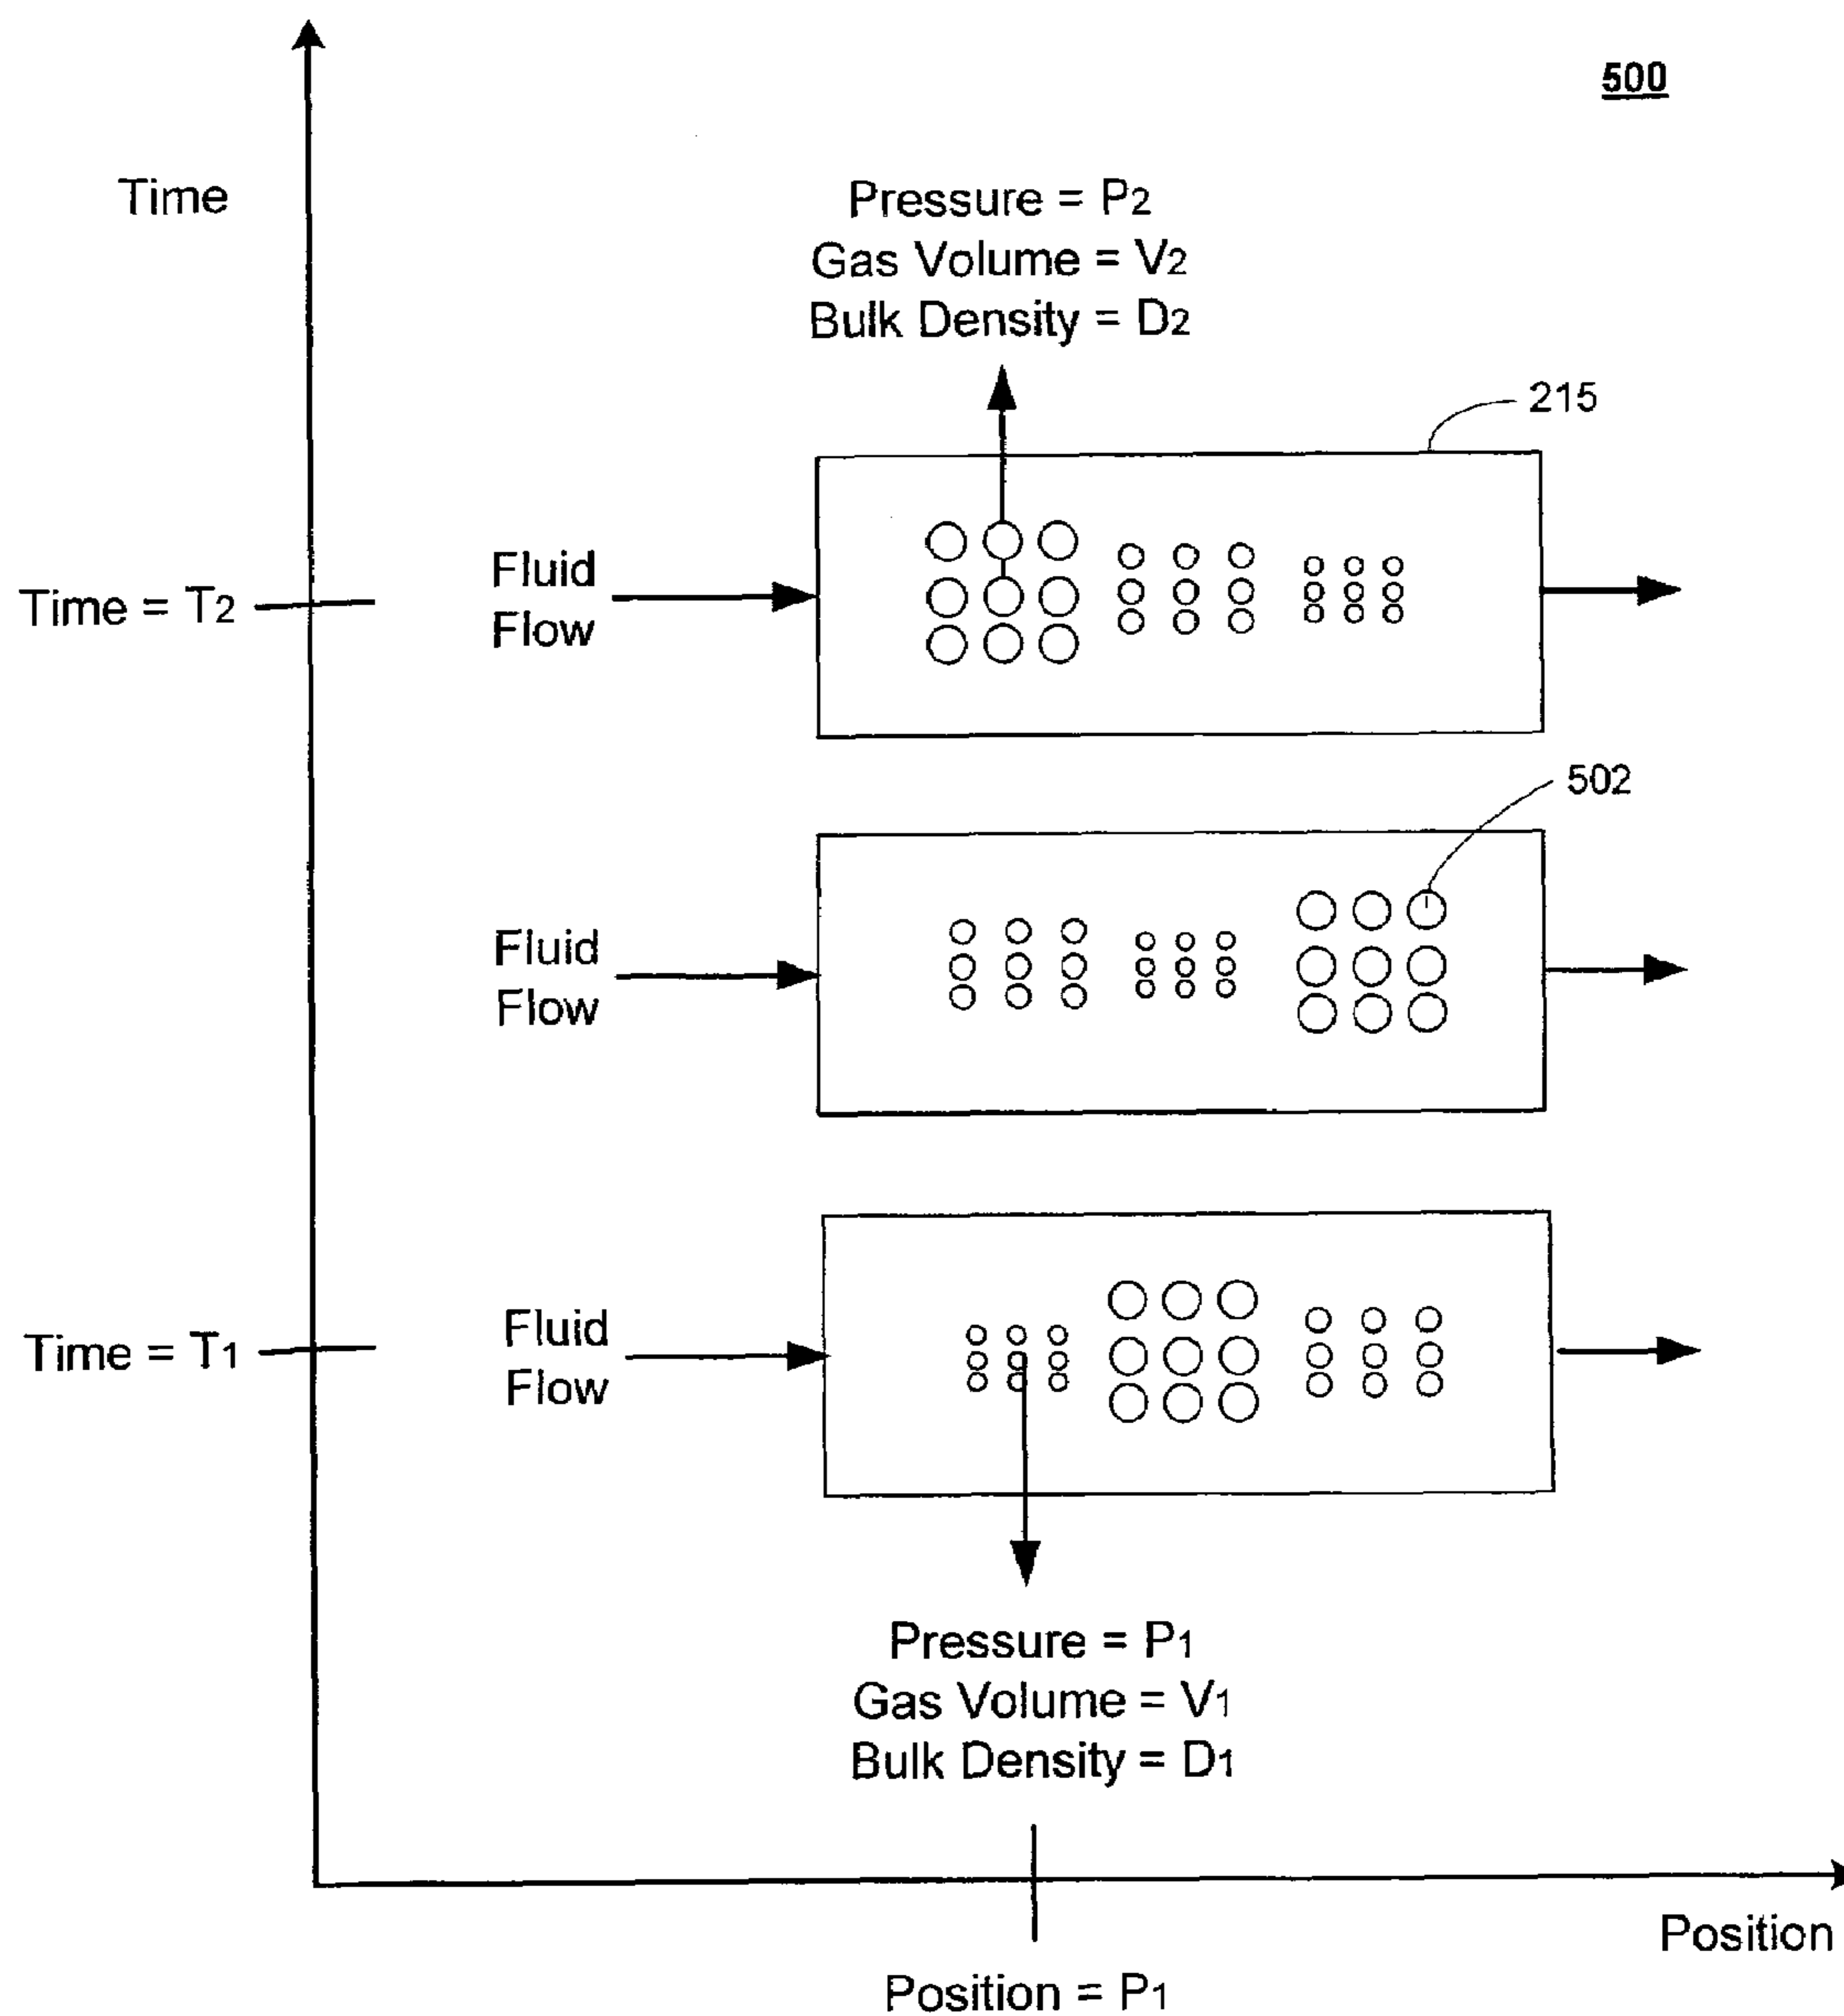 500
Time
Pressure = P2
Gas Volume = V2
Bulk Density = D2
215
Time = T2
Fluid
Flow
502
Fluid
Flow
Time = T1
Fluid
Flow
Pressure = P1
Gas Volume = V1
Bulk Density = D1
Position
Position = P1